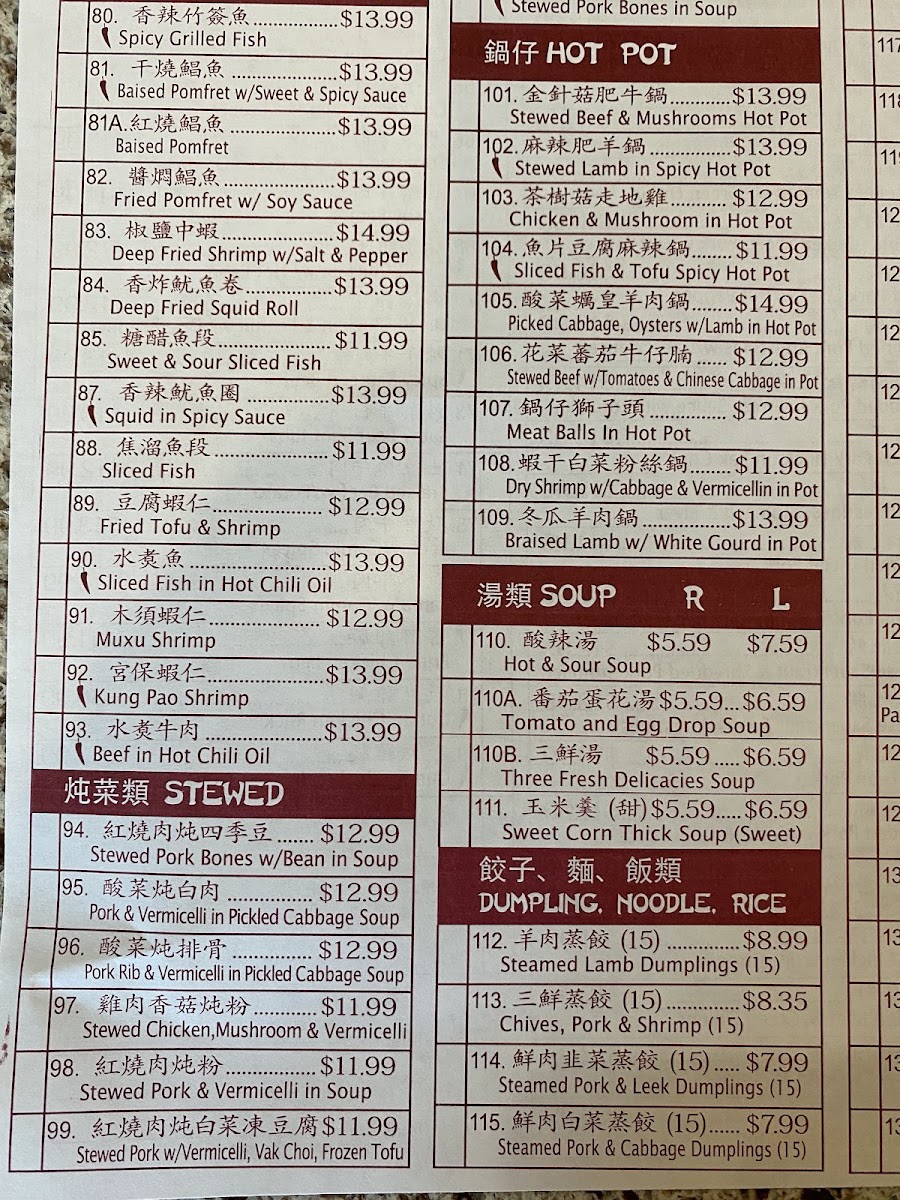 80. 香辣竹簽魚....................$13.99
Spicy Grilled Fish
81. 干燒鯧魚....................$13.99
Baised Pomfret w/Sweet & Spicy Sauce
81A.紅燒鯧魚....................$13.99
Baised Pomfret
82. 醬燜鯧魚....................$13.99
Fried Pomfret w/ Soy Sauce
83. 椒鹽中蝦....................$14.99
Deep Fried Shrimp w/Salt & Pepper
84. 香炸魷魚卷................$13.99
Deep Fried Squid Roll
85. 糖醋魚段....................$11.99
Sweet & Sour Sliced Fish
87. 香辣魷魚圈................$13.99
Squid in Spicy Sauce
88. 焦溜魚段....................$11.99
Sliced Fish
89. 豆腐蝦仁....................$12.99
Fried Tofu & Shrimp
90. 水煑魚........................$13.99
Sliced Fish in Hot Chili Oil
91. 木須蝦仁....................$12.99
Muxu Shrimp
92. 宮保蝦仁....................$13.99
Kung Pao Shrimp
93. 水煑牛肉....................$13.99
Beef in Hot Chili Oil
炖菜類 STEWED
94. 紅燒肉炖四季豆.......$12.99
Stewed Pork Bones w/Bean in Soup
95. 酸菜炖白肉................$12.99
Pork & Vermicelli in Pickled Cabbage Soup
96. 酸菜炖排骨...............$12.99
Pork Rib & Vermicelli in Pickled Cabbage Soup
97. 雞肉香菇炖粉............$11.99
Stewed Chicken,Mushroom & Vermicelli
98. 紅燒肉炖粉................$11.99
Stewed Pork & Vermicelli in Soup
99. 紅燒肉炖白菜凍豆腐$11.99
Stewed Pork w/Vermicelli, Vak Choi, Frozen Tofu
Stewed Pork Bones in Soup
鍋仔 HOT POT
101. 金針菇肥牛鍋............$13.99
Stewed Beef & Mushrooms Hot Pot
102. 麻辣肥羊鍋................$13.99
Stewed Lamb in Spicy Hot Pot
103. 茶樹菇走地雞........... $12.99
Chicken & Mushroom in Hot Pot
104. 魚片豆腐麻辣鍋........$11.99
Sliced Fish & Tofu Spicy Hot Pot
105. 酸菜蠣皇羊肉鍋........$14.99
Picked Cabbage, Oysters w/Lamb in Hot Pot
106. 花菜蕃茄牛仔腩...... $12.99
Stewed Beef w/Tomatoes & Chinese Cabbage in Pot
107. 鍋仔獅子頭............... $12.99
Meat Balls In Hot Pot
108. 蝦干白菜粉絲鍋........$11.99
Dry Shrimp w/Cabbage & Vermicellin in Pot
109. 冬瓜羊肉鍋.................$13.99
Braised Lamb w/ White Gourd in Pot
湯類 SOUP R L
110. 酸辣湯 $5.59 $7.59
Hot & Sour Soup
110A. 番茄蛋花湯$5.59...$6.59
Tomato and Egg Drop Soup
110B. 三鮮湯 $5.59.....$6.59
Three Fresh Delicacies Soup
111. 玉米羹 (甜)$5.59.....$6.59
Sweet Corn Thick Soup (Sweet)
餃子、麵、飯類
DUMPLING, NOODLE, RICE
112. 羊肉蒸餃 (15)..............$8.99
Steamed Lamb Dumplings (15)
113. 三鮮蒸餃 (15)..............$8.35
Chives, Pork & Shrimp (15)
114. 鮮肉韭菜蒸餃 (15)..... $7.99
Steamed Pork & Leek Dumplings (15)
115. 鮮肉白菜蒸餃 (15)......$7.99
Steamed Pork & Cabbage Dumplings (15)